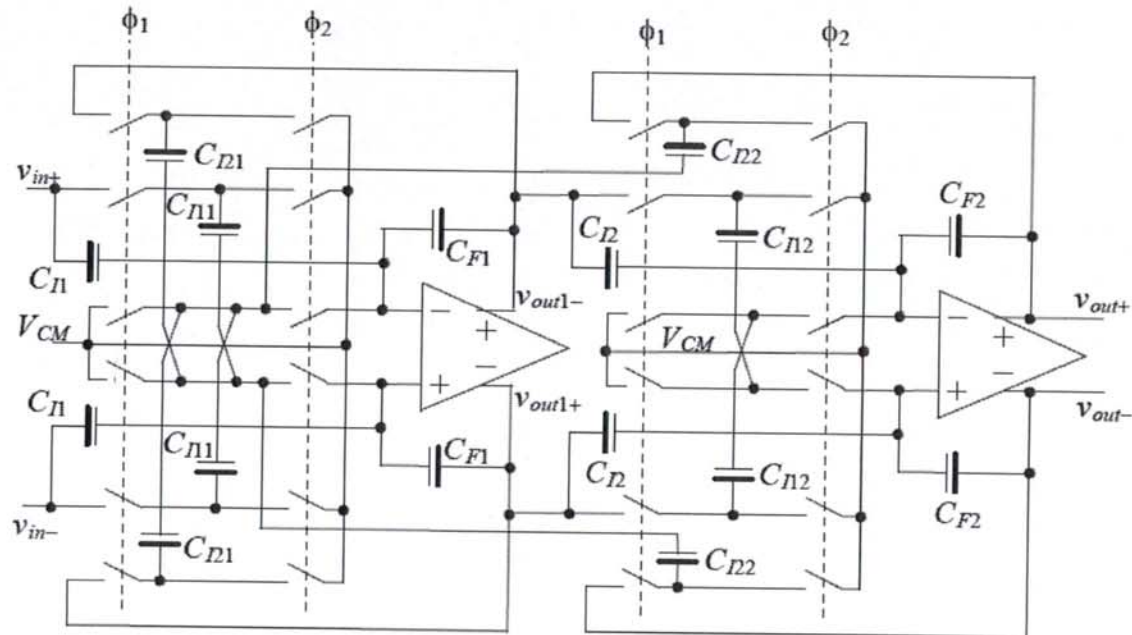 ϕ1
ϕ2
ϕ1
ϕ2
CI21
CI22
vin+
CI11
CF1
CI2
CI12
CF2
CI1
vout1-
vout+
VCM
VCM
CI1
vout1+
vout-
CI11
CF1
CI2
CI12
CF2
vin-
CI21
CI22